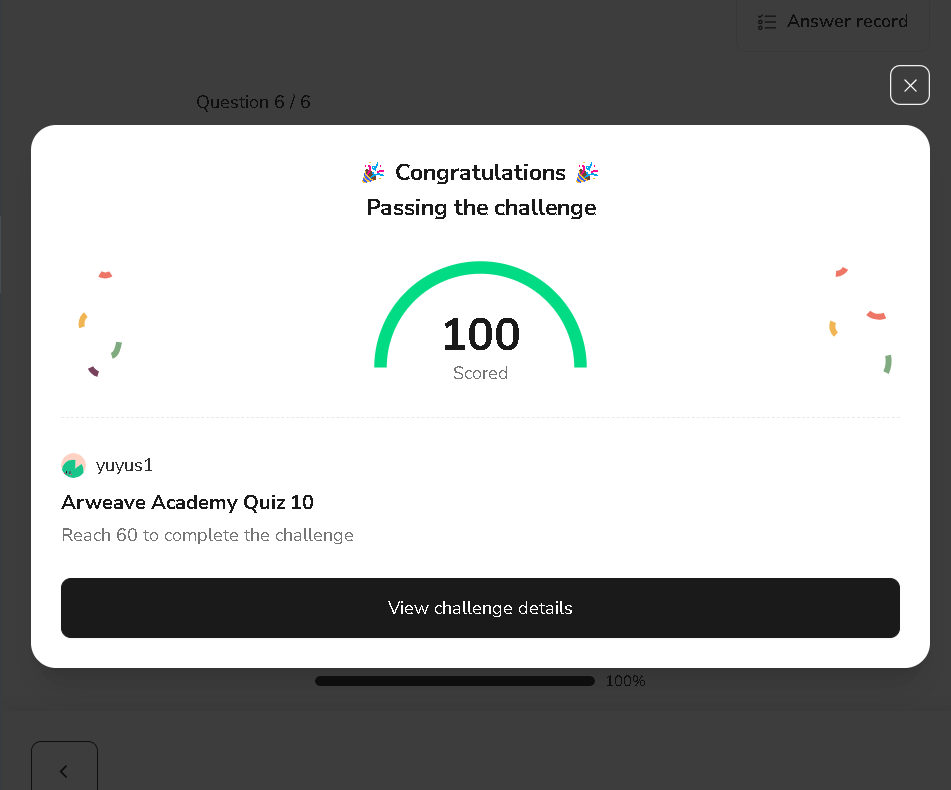 Answer record
Question 6 / 6
Congratulations
Passing the challenge
100
Scored
yuyus1
Arweave Academy Quiz 10
Reach 60 to complete the challenge
View challenge details
100%